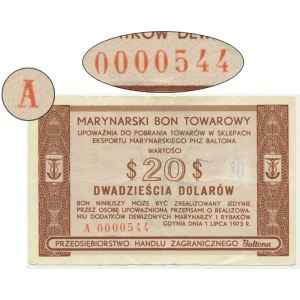 TKÓW DEWIZ
0000544
A
MARYNARSKI BON TOWAROWY
UPOWAŻNIA DO POBRANIA TOWARÓW W SKLEPACH
EKSPORTU MARYNARSKIEGO PHZ BALTONA
WARTOŚCI
$ 20 $
DWADZIEŚCIA DOLARÓW
BON NINIEJSZY MOŻE BYĆ ZREALIZOWANY JEDYNIE
PRZEZ OSOBĘ UPOWAŻNIONĄ PRZEPISAMI O REALIZOWA-
NIU DODATKÓW DEWIZOWYCH MARYNARZY I RYBAKÓW
A 0000544
GDYNIA DNIA 1 LIPCA 1973 R.
PRZEDSIĘBIORSTWO HANDLU ZAGRANICZNEGO Baltona